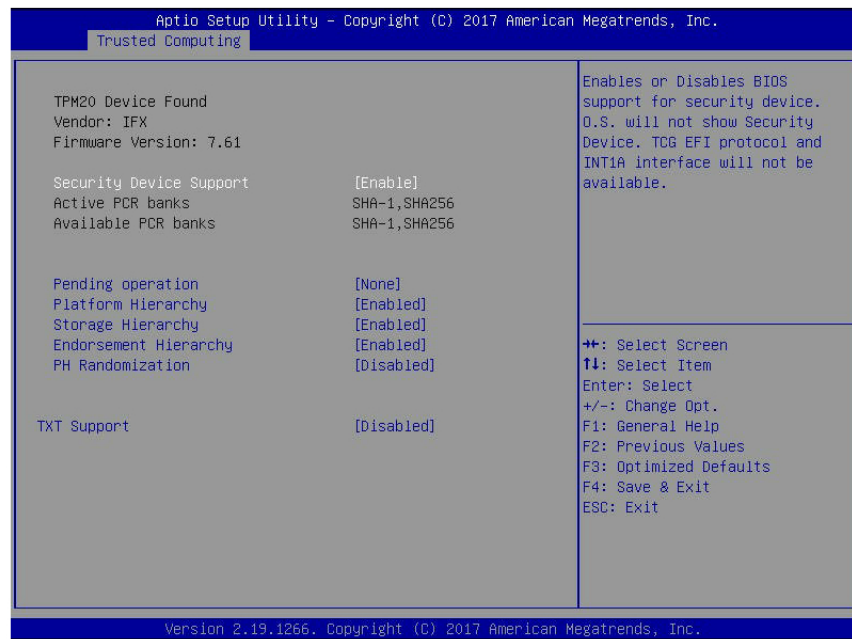 Aptio Setup Utility – Copyright (C) 2017 American Megatrends, Inc.
Trusted Computing
TPM20 Device Found
Vendor: IFX
Firmware Version: 7.61
Security Device Support [Enable]
Active PCR banks SHA-1,SHA256
Available PCR banks SHA-1,SHA256
Pending operation [None]
Platform Hierarchy [Enabled]
Storage Hierarchy [Enabled]
Endorsement Hierarchy [Enabled]
PH Randomization [Disabled]
TXT Support [Disabled]
Enables or Disables BIOS
support for security device.
O.S. will not show Security
Device. TCG EFI protocol and
INT1A interface will not be
available.
→←: Select Screen
↑↓: Select Item
Enter: Select
+/-: Change Opt.
F1: General Help
F2: Previous Values
F3: Optimized Defaults
F4: Save & Exit
ESC: Exit
Version 2.19.1266. Copyright (C) 2017 American Megatrends, Inc.